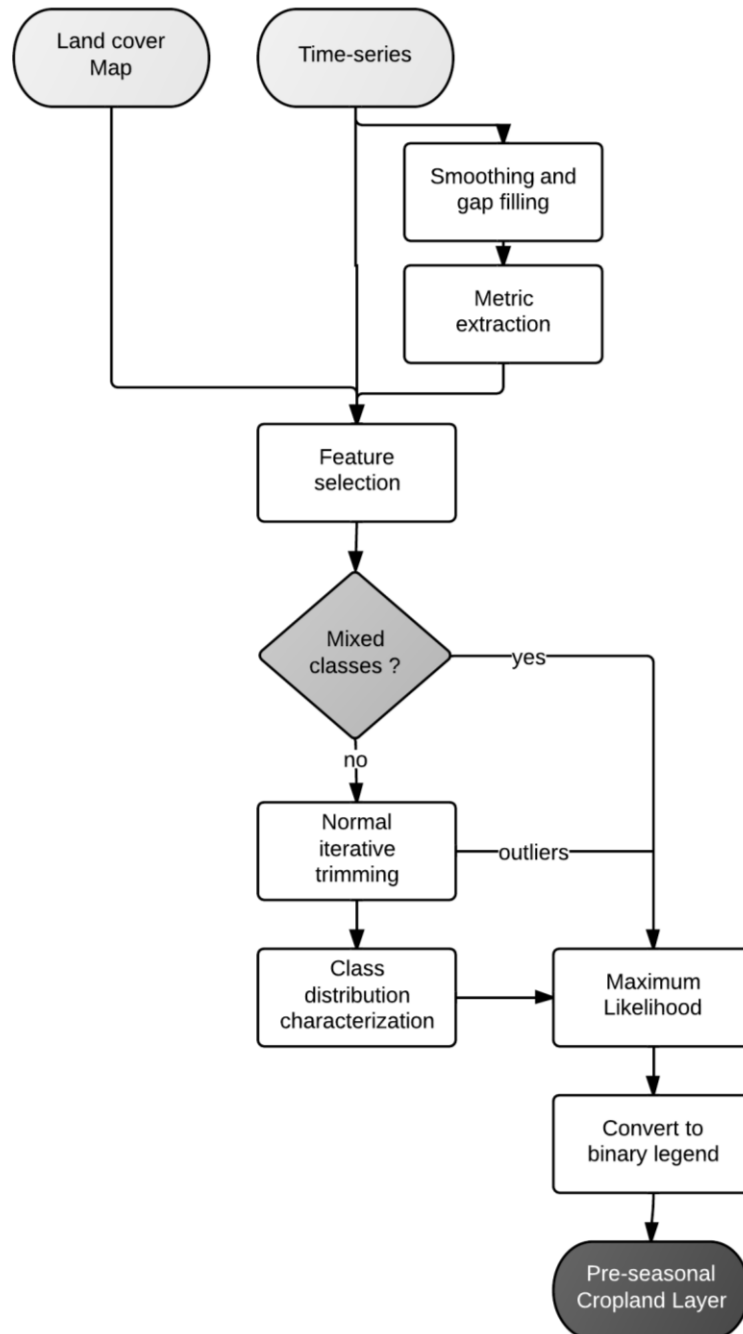 Land cover
Map
Time-series
Smoothing and
gap filling
Metric
extraction
Feature
selection
Mixed
classes ?
yes
no
Normal
iterative
trimming
outliers
Class
distribution
characterization
Maximum
Likelihood
Convert to
binary legend
Pre-seasonal
Cropland Layer